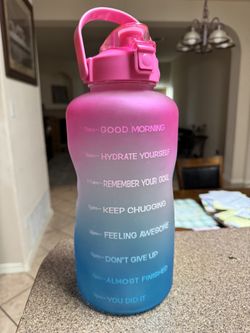 GOOD MORNING
HYDRATE YOURSELF
REMEMBER YOUR GOAL
KEEP CHUGGING
FEELING AWESOME
DON'T GIVE UP
ALMOST FINISHED
YOU DID IT